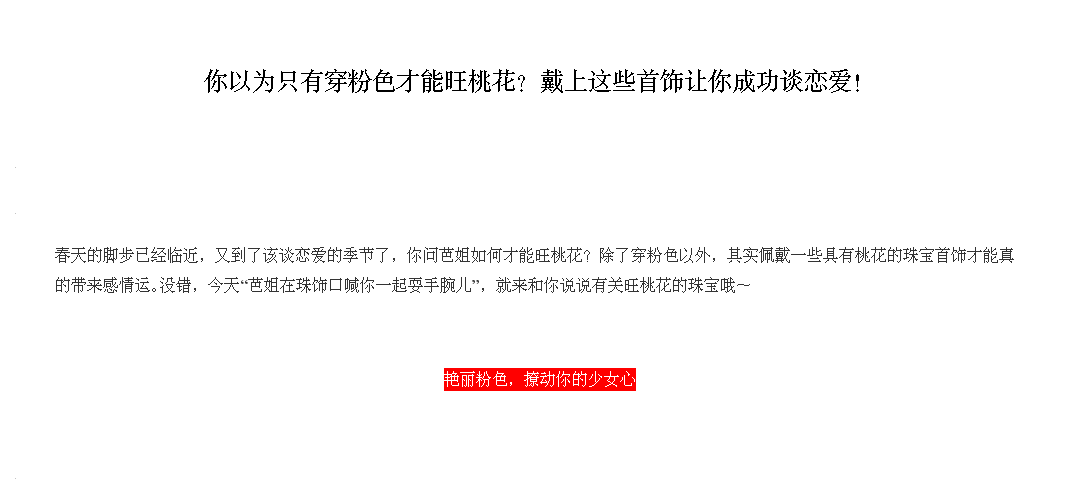 你以为只有穿粉色才能旺桃花？戴上这些首饰让你成功谈恋爱！
春天的脚步已经临近，又到了该谈恋爱的季节了，你问芭姐如何才能旺桃花？除了穿粉色以外，其实佩戴一些具有桃花的珠宝首饰才能真
的带来感情运。没错，今天“芭姐在珠饰口喊你一起耍手腕儿”，就来和你说说有关旺桃花的珠宝哦～
艳丽粉色，撩动你的少女心